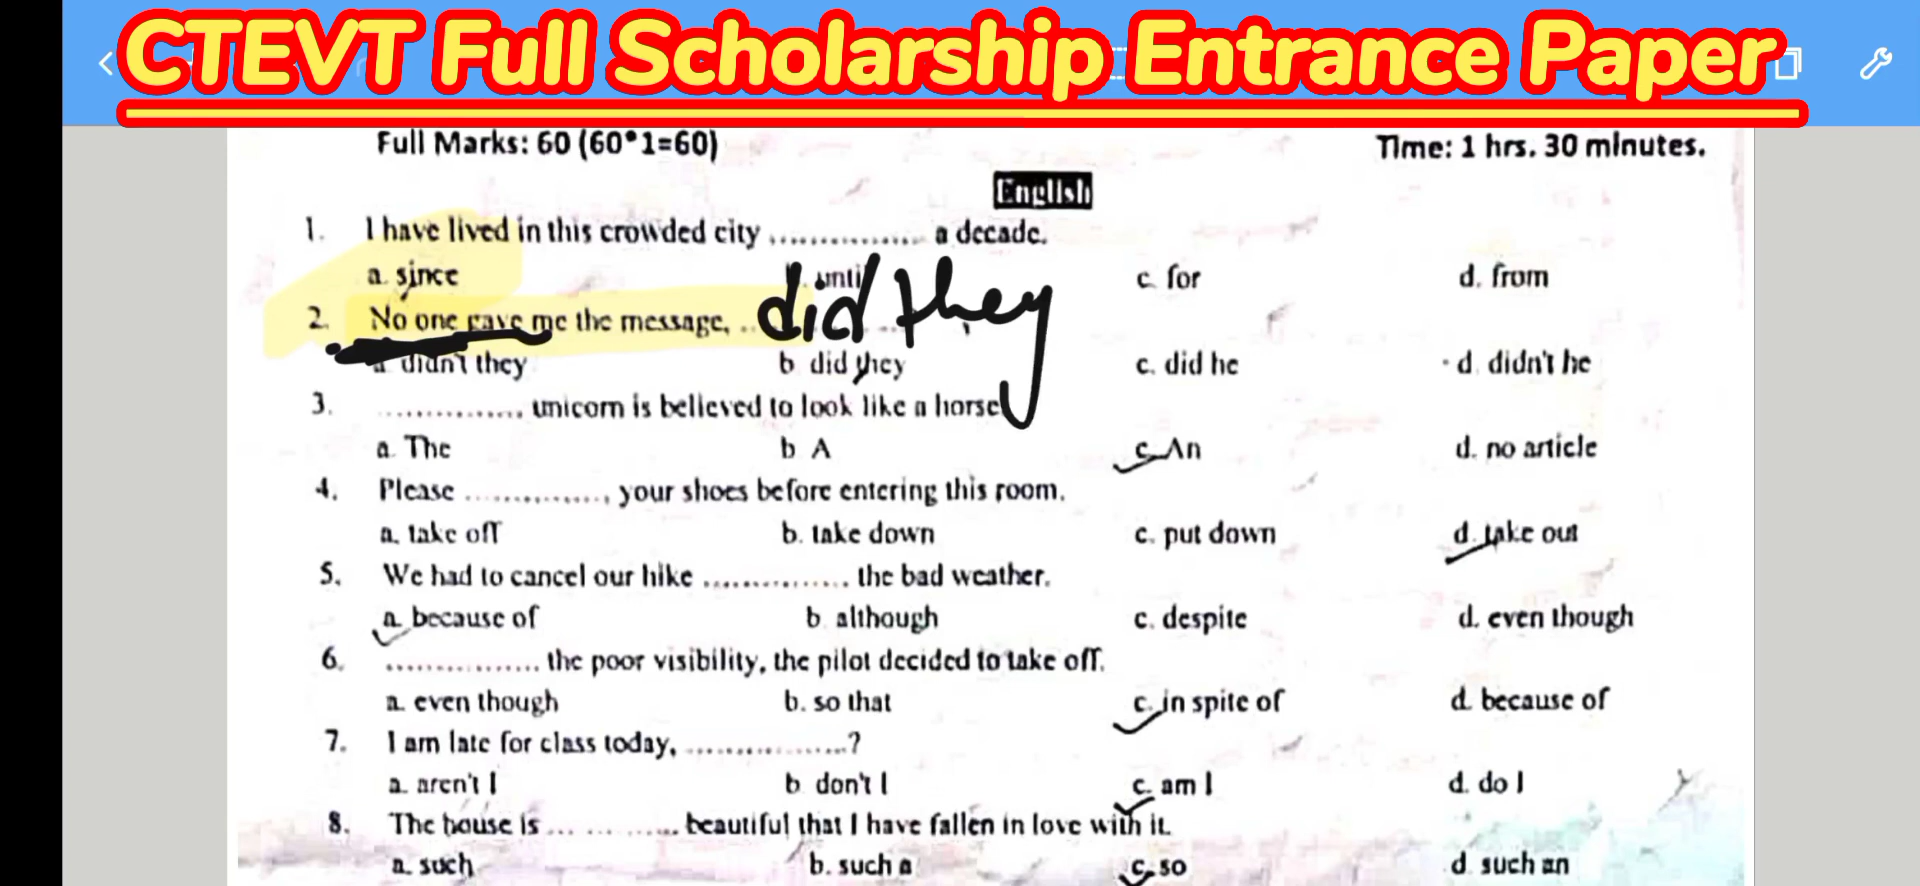 CTEVT Full Scholarship Entrance Paper
Full Marks: 60 (60*1=60) Time: 1 hrs. 30 minutes.
English
1. I have lived in this crowded city ............... a decade.
a. since until c. for d. from
2. No one gave me the message, .. did they
a. didn't they b did they c. did he d. didn't he
3. .............. unicorn is believed to look like a horse
a. The b A c. An d. no article
4. Please .............. your shoes before entering this room.
a. take off b. take down c. put down d. take out
5. We had to cancel our hike .............. the bad weather.
a. because of b. although c. despite d. even though
6. ............... the poor visibility, the pilot decided to take off.
a. even though b. so that c. in spite of d. because of
7. I am late for class today, ...............?
a. aren't I b don't I c. am I d. do I
8. The house is ... ......... beautiful that I have fallen in love with it.
a. such b. such a c. so d. such an